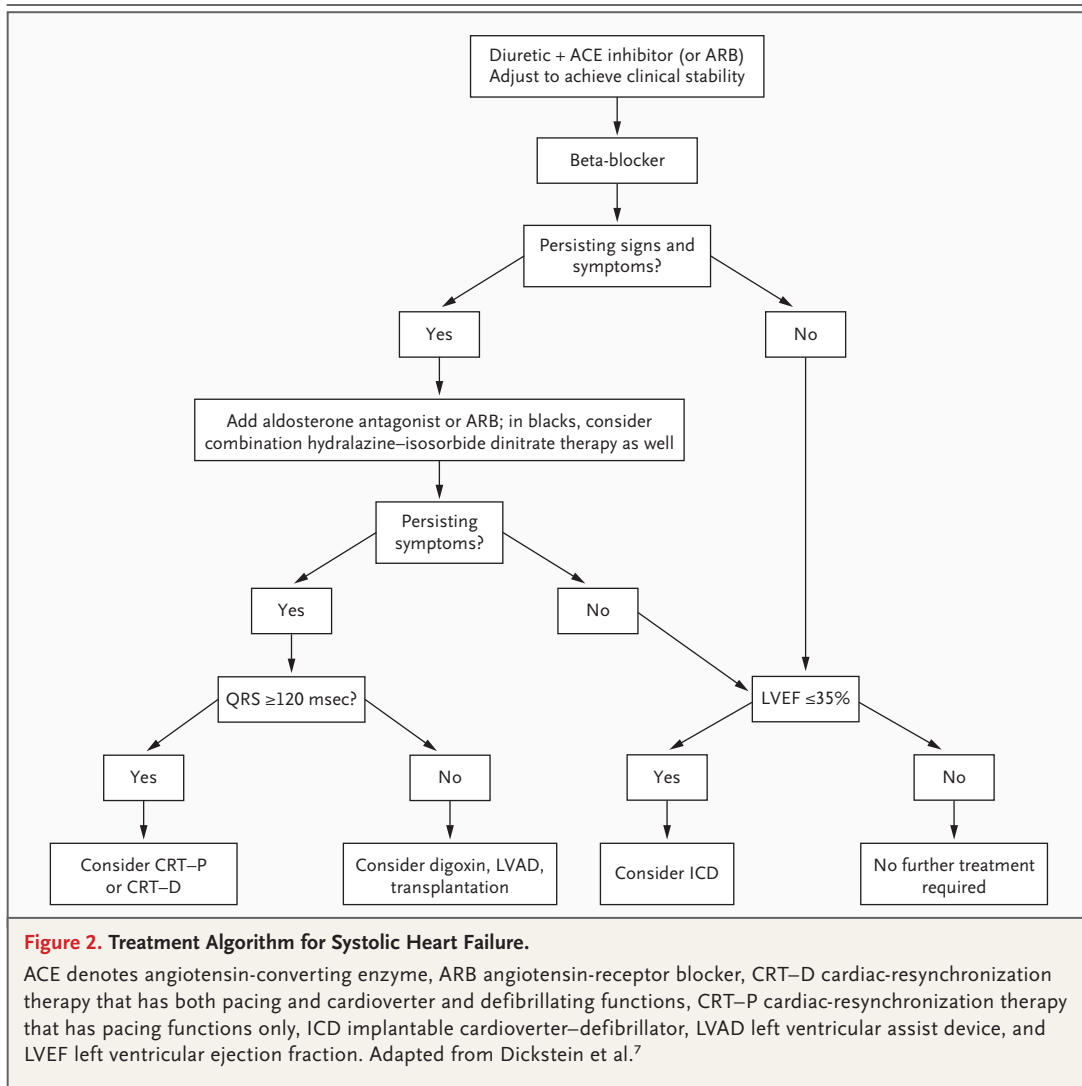 Diuretic + ACE inhibitor (or ARB)
Adjust to achieve clinical stability
Beta-blocker
Persisting signs and
symptoms?
Yes
No
Add aldosterone antagonist or ARB; in blacks, consider
combination hydralazine–isosorbide dinitrate therapy as well
Persisting
symptoms?
Yes
No
QRS ≥120 msec?
LVEF ≤35%
Yes
No
Yes
No
Consider CRT–P
or CRT–D
Consider digoxin, LVAD,
transplantation
Consider ICD
No further treatment
required
Figure 2. Treatment Algorithm for Systolic Heart Failure.
ACE denotes angiotensin-converting enzyme, ARB angiotensin-receptor blocker, CRT–D cardiac-resynchronization
therapy that has both pacing and cardioverter and defibrillating functions, CRT–P cardiac-resynchronization therapy
that has pacing functions only, ICD implantable cardioverter–defibrillator, LVAD left ventricular assist device, and
LVEF left ventricular ejection fraction. Adapted from Dickstein et al.⁷